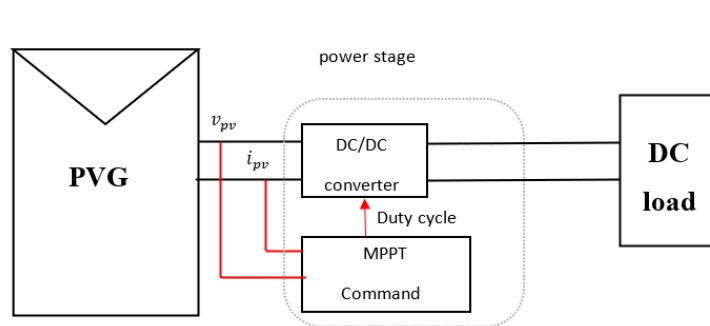 power stage
v_pv
i_pv
PVG
DC/DC
converter
DC
load
Duty cycle
MPPT
Command